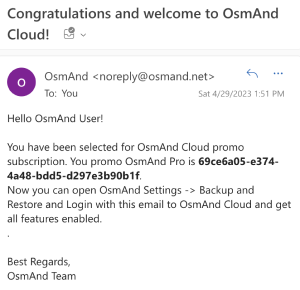 Congratulations and welcome to OsmAnd
Cloud!
O
OsmAnd <noreply@osmand.net>
To: You
Sat 4/29/2023 1:51 PM
Hello OsmAnd User!
You have been selected for OsmAnd Cloud promo
subscription. You promo OsmAnd Pro is 69ce6a05-e374-
4a48-bdd5-d297e3b90b1f.
Now you can open OsmAnd Settings -> Backup and
Restore and Login with this email to OsmAnd Cloud and get
all features enabled.
.
Best Regards,
OsmAnd Team